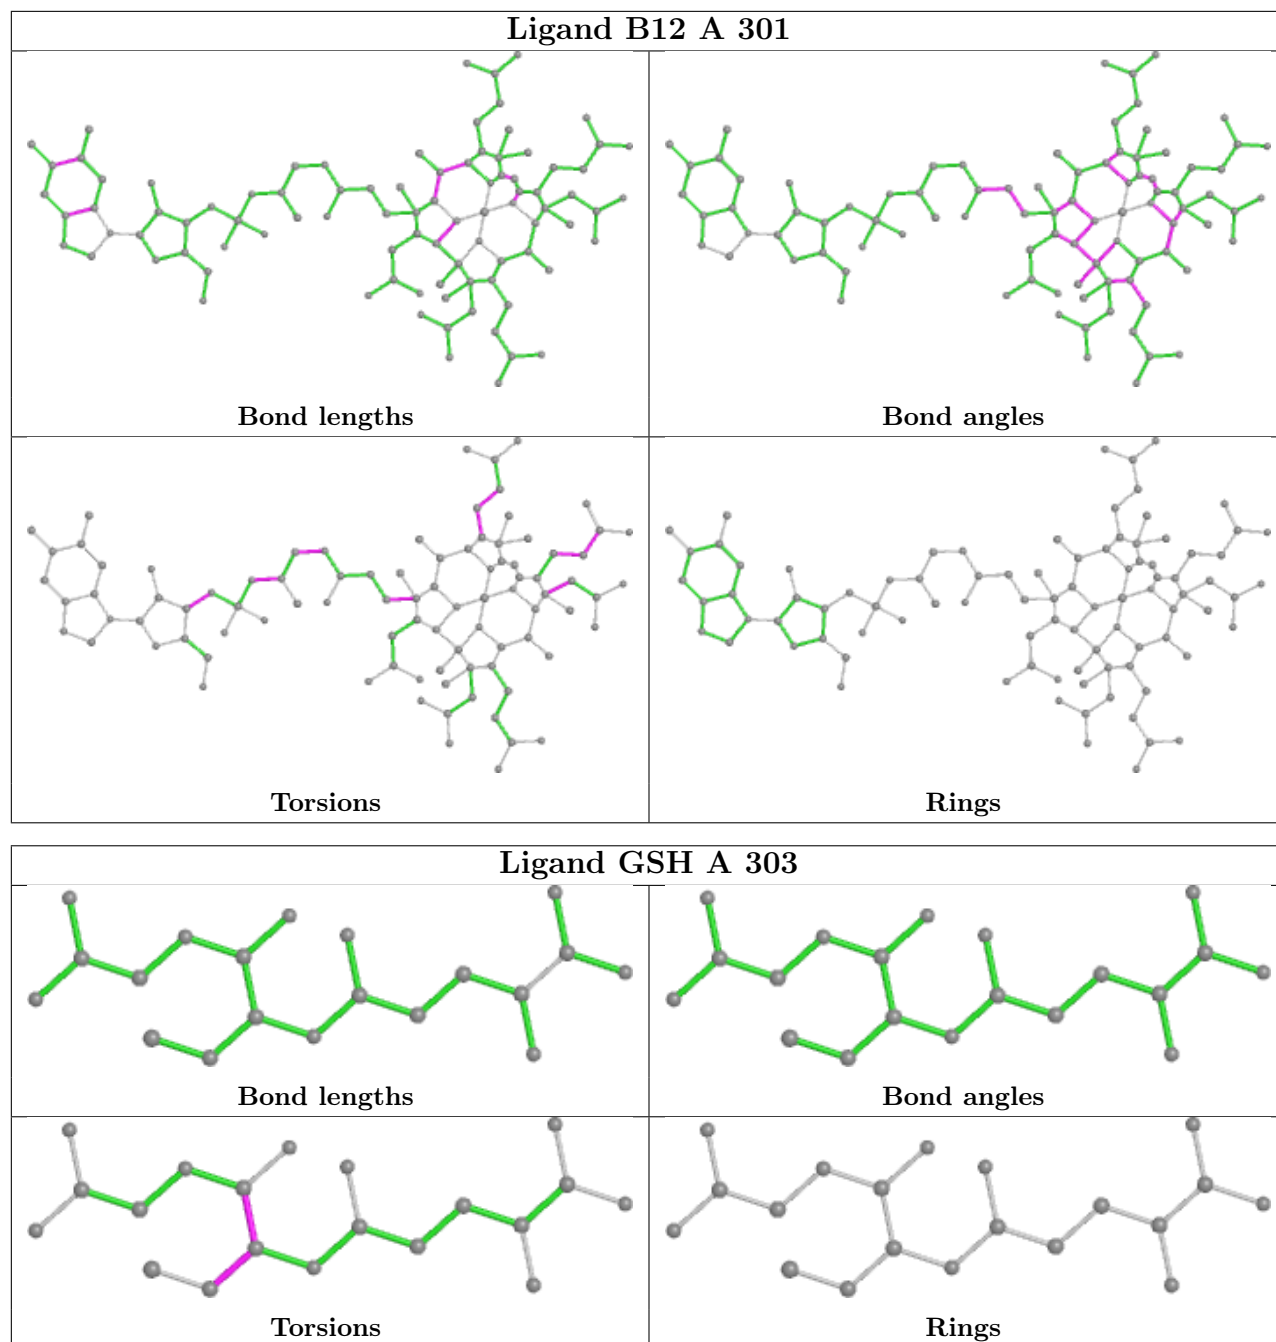 Ligand B12 A 301
Bond lengths
Bond angles
Torsions
Rings
Ligand GSH A 303
Bond lengths
Bond angles
Torsions
Rings